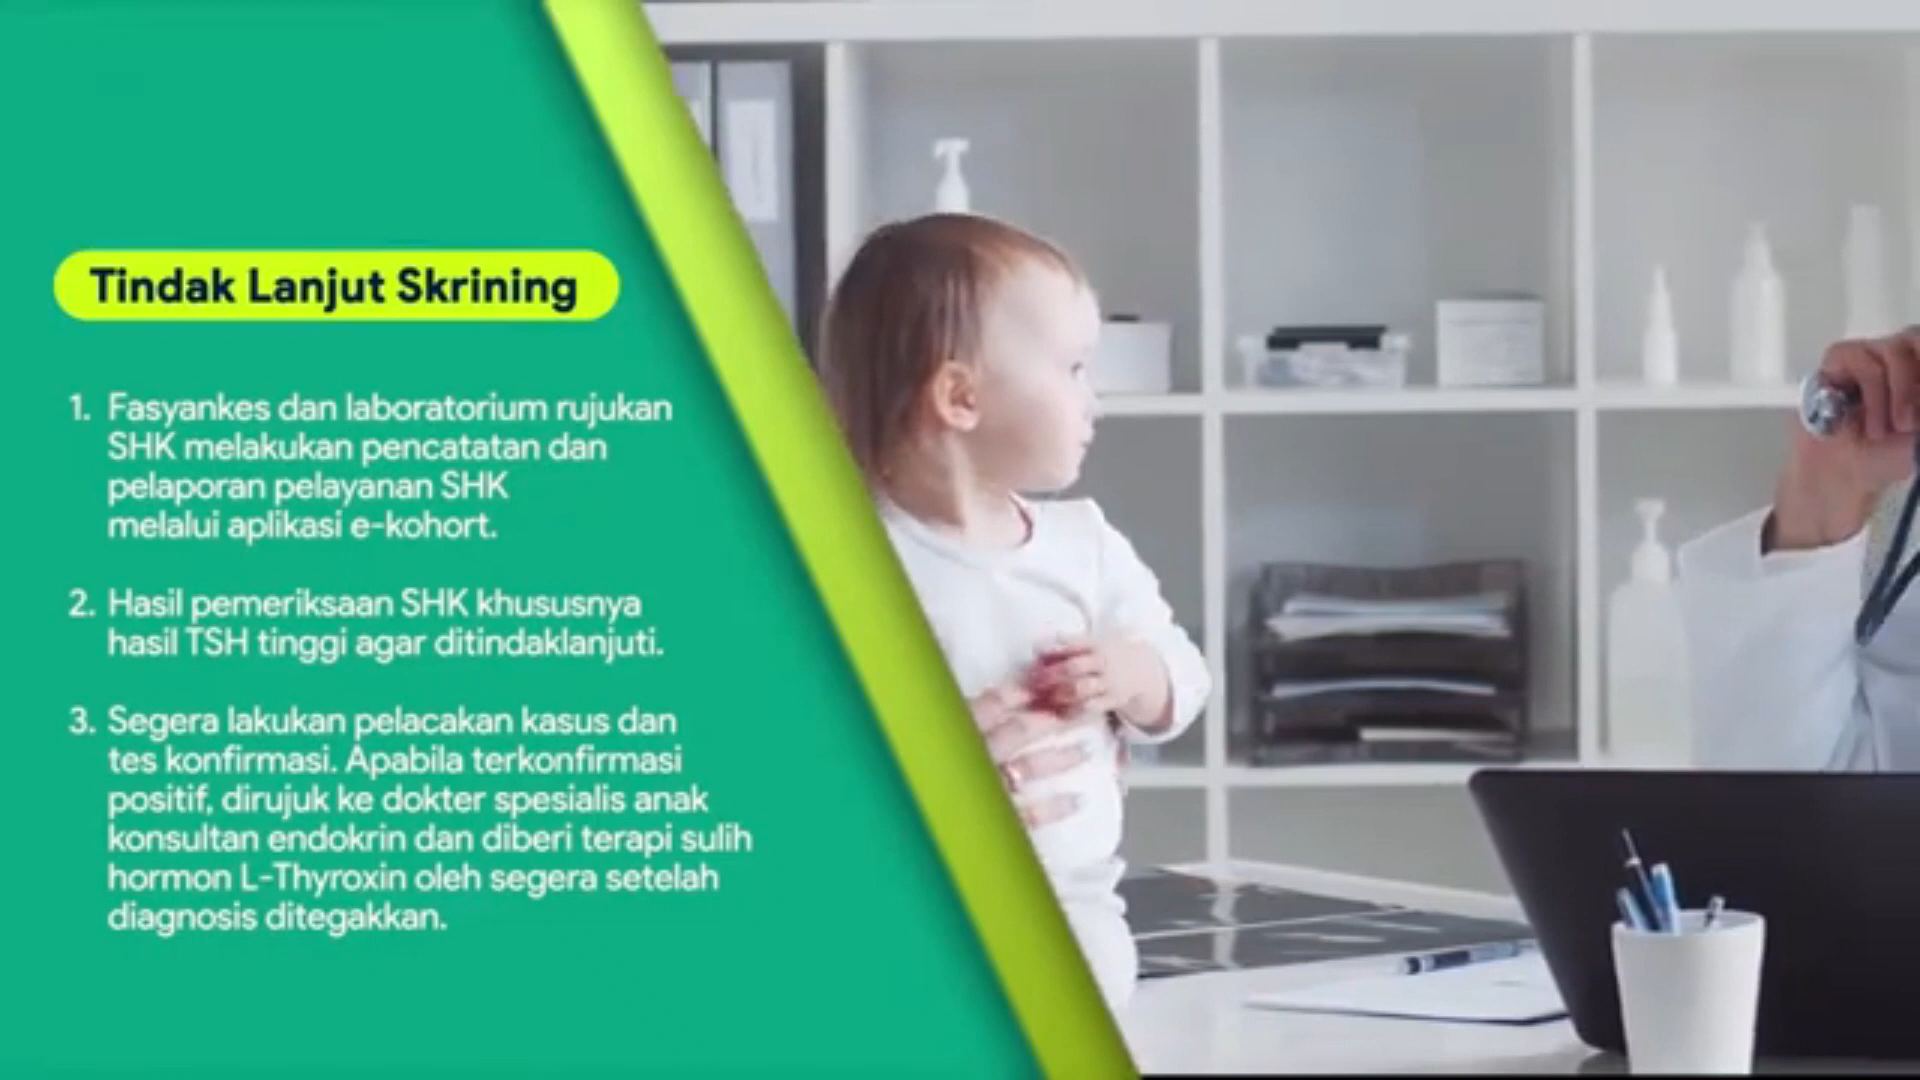 Tindak Lanjut Skrining
1. Fasyankes dan laboratorium rujukan
SHK melakukan pencatatan dan
pelaporan pelayanan SHK
melalui aplikasi e-kohort.
2. Hasil pemeriksaan SHK khususnya
hasil TSH tinggi agar ditindaklanjuti.
3. Segera lakukan pelacakan kasus dan
tes konfirmasi. Apabila terkonfirmasi
positif, dirujuk ke dokter spesialis anak
konsultan endokrin dan diberi terapi sulih
hormon L-Thyroxin oleh segera setelah
diagnosis ditegakkan.